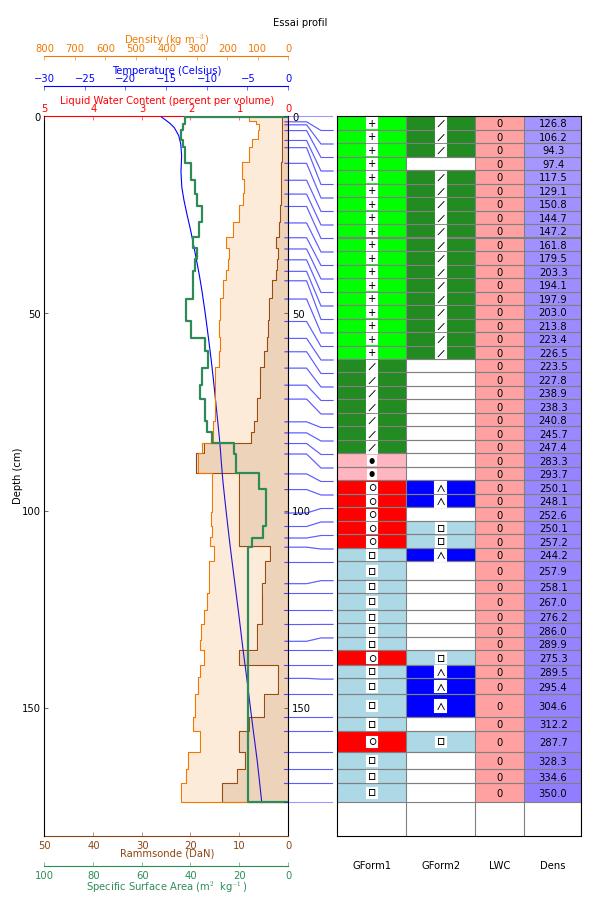 Essai profil
Density (kg m⁻³)
800 700 600 500 400 300 200 100 0
Temperature (Celsius)
−30 −25 −20 −15 −10 −5 0
Liquid Water Content (percent per volume)
5 4 3 2 1 0
0
50 50
100 100
150 150
Depth (cm)
+ / 0 126.8
+ / 0 106.2
+ / 0 94.3
+ 0 97.4
+ / 0 117.5
+ / 0 129.1
+ / 0 150.8
+ / 0 144.7
+ / 0 147.2
+ / 0 161.8
+ / 0 179.5
+ / 0 203.3
+ / 0 194.1
+ / 0 197.9
+ / 0 203.0
+ / 0 213.8
+ / 0 223.4
+ / 0 226.5
/ 0 223.5
/ 0 227.8
/ 0 238.9
/ 0 238.3
/ 0 240.8
/ 0 245.7
/ 0 247.4
● 0 283.3
● 0 293.7
○ ∧ 0 250.1
○ ∧ 0 248.1
○ 0 252.6
○ □ 0 250.1
○ □ 0 257.2
□ ∧ 0 244.2
□ 0 257.9
□ 0 258.1
□ 0 267.0
□ 0 276.2
□ 0 286.0
□ 0 289.9
○ □ 0 275.3
□ ∧ 0 289.5
□ ∧ 0 295.4
□ ∧ 0 304.6
□ 0 312.2
○ □ 0 287.7
□ 0 328.3
□ 0 334.6
□ 0 350.0
50 40 30 20 10 0
Rammsonde (DaN)
100 80 60 40 20 0
Specific Surface Area (m² kg⁻¹)
GForm1 GForm2 LWC Dens